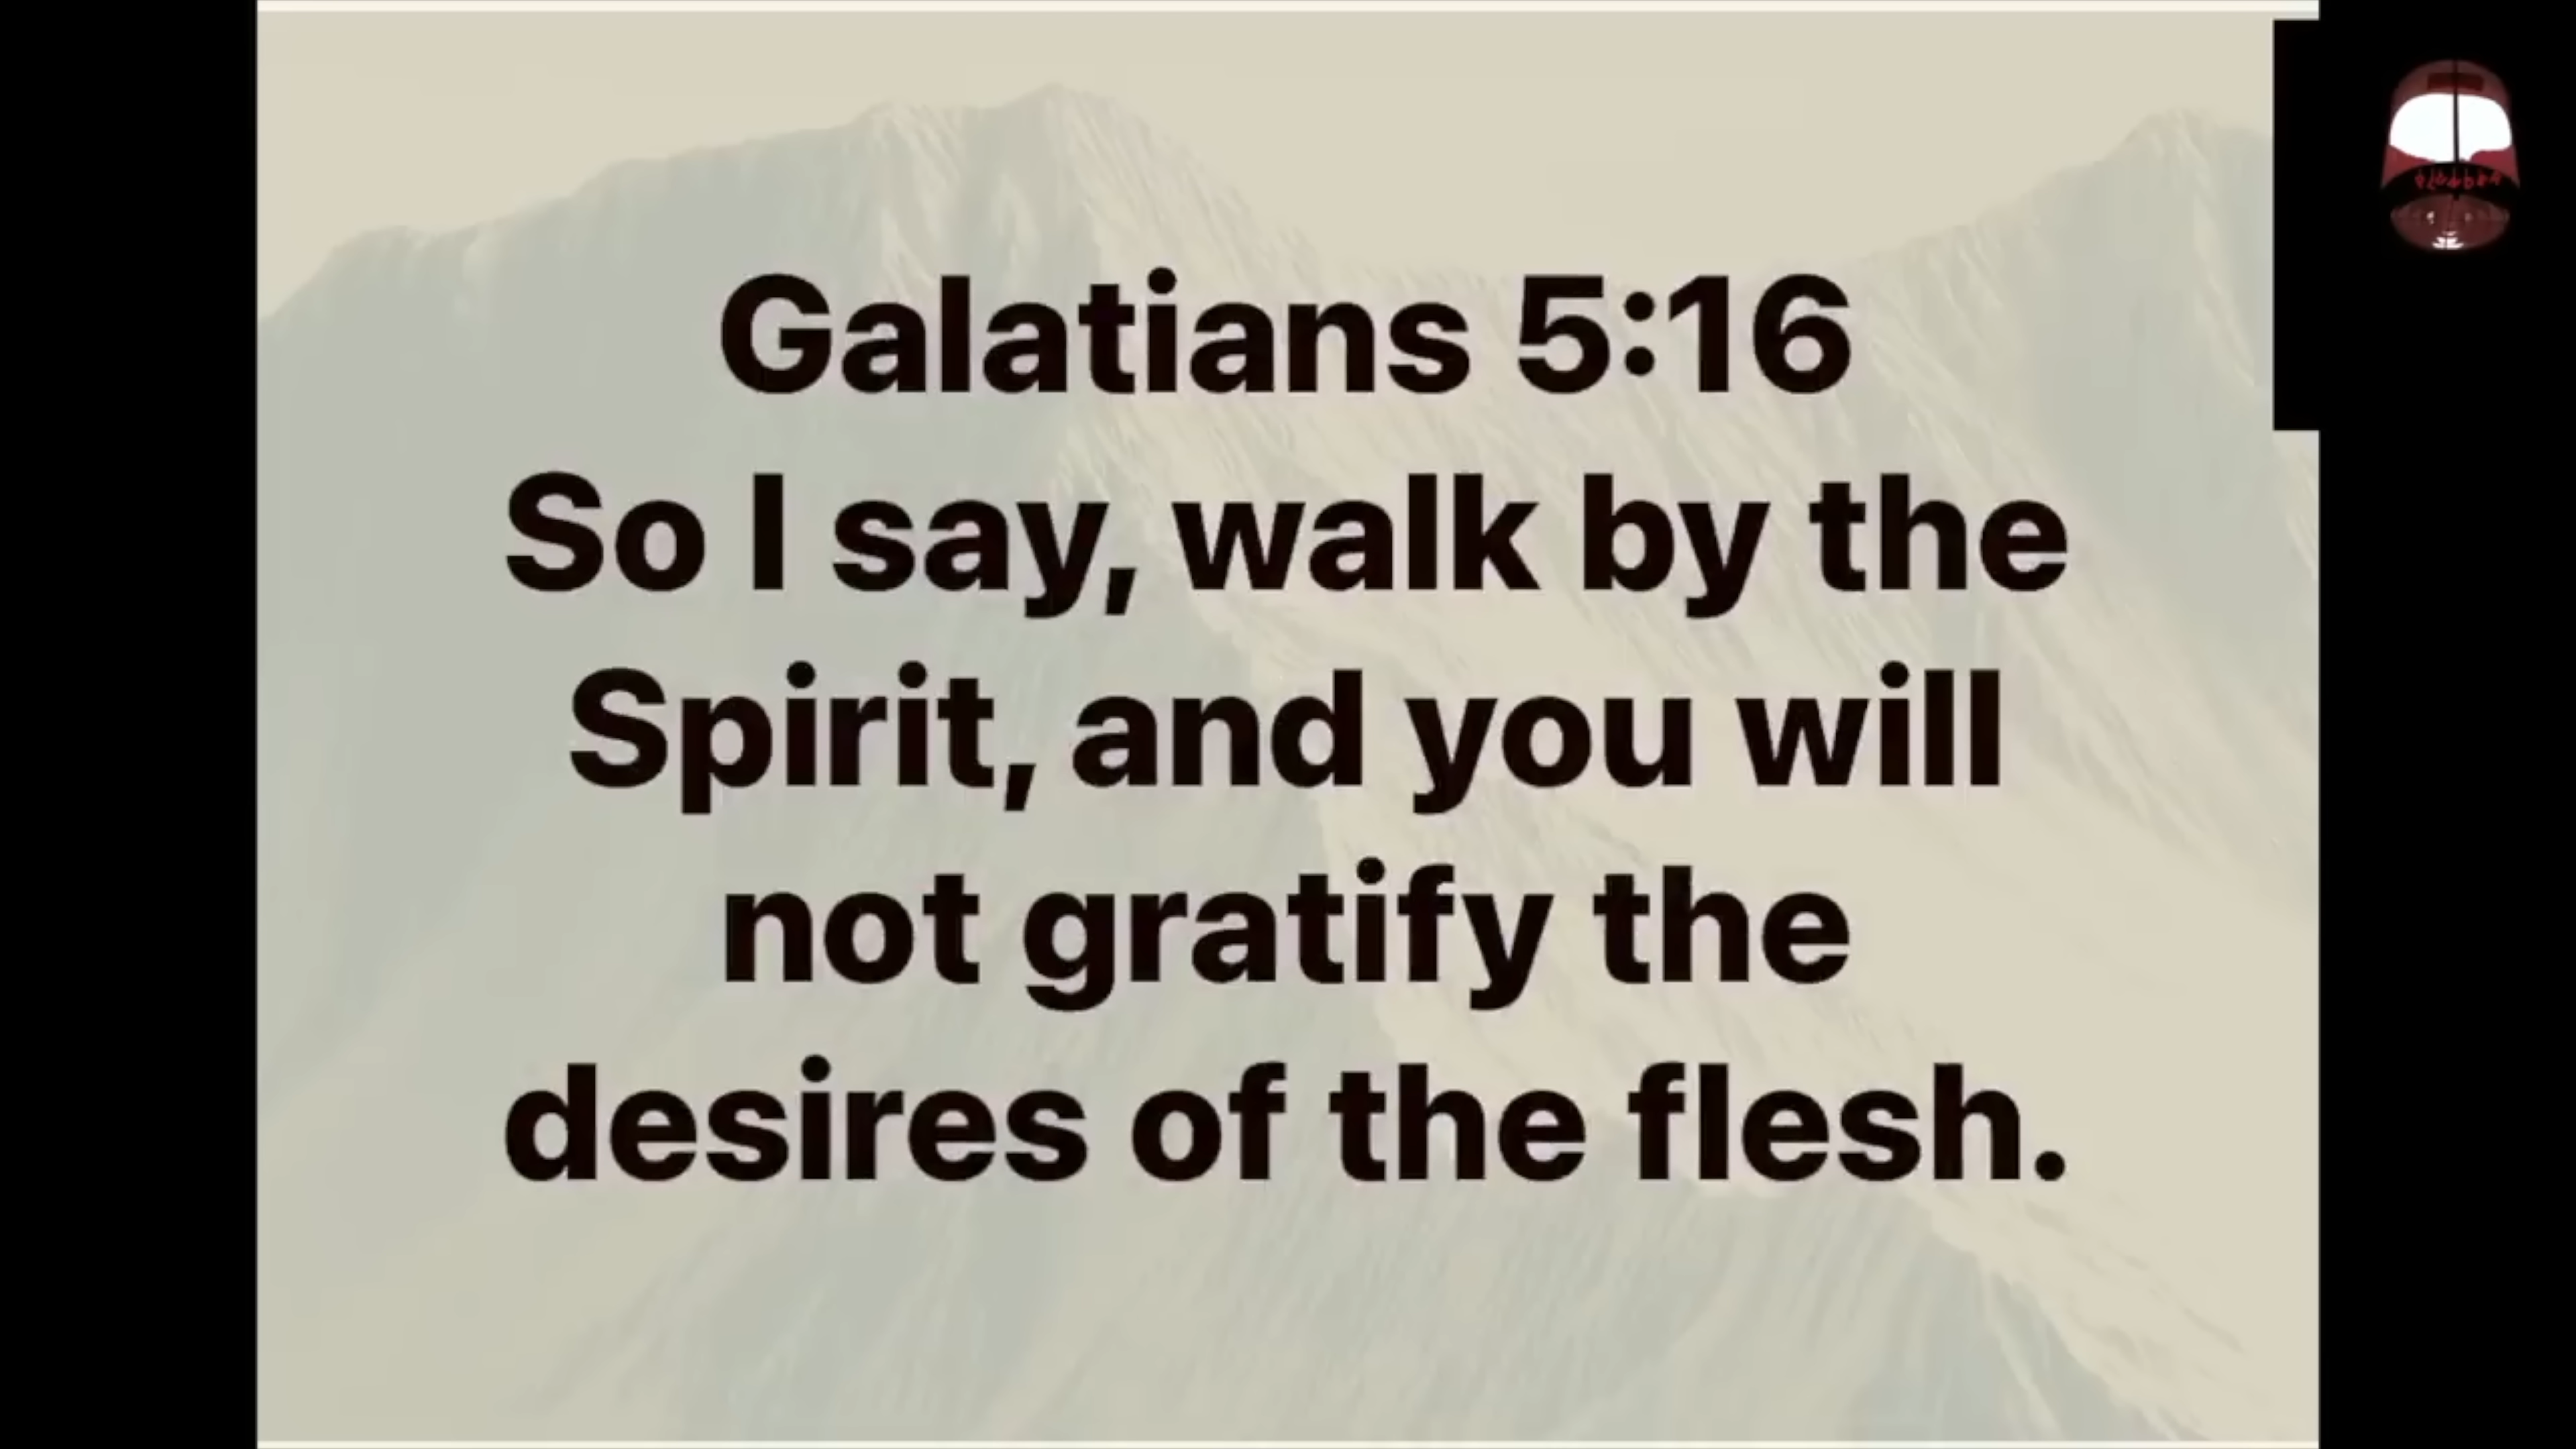 Galatians 5:16
So I say, walk by the
Spirit, and you will
not gratify the
desires of the flesh.